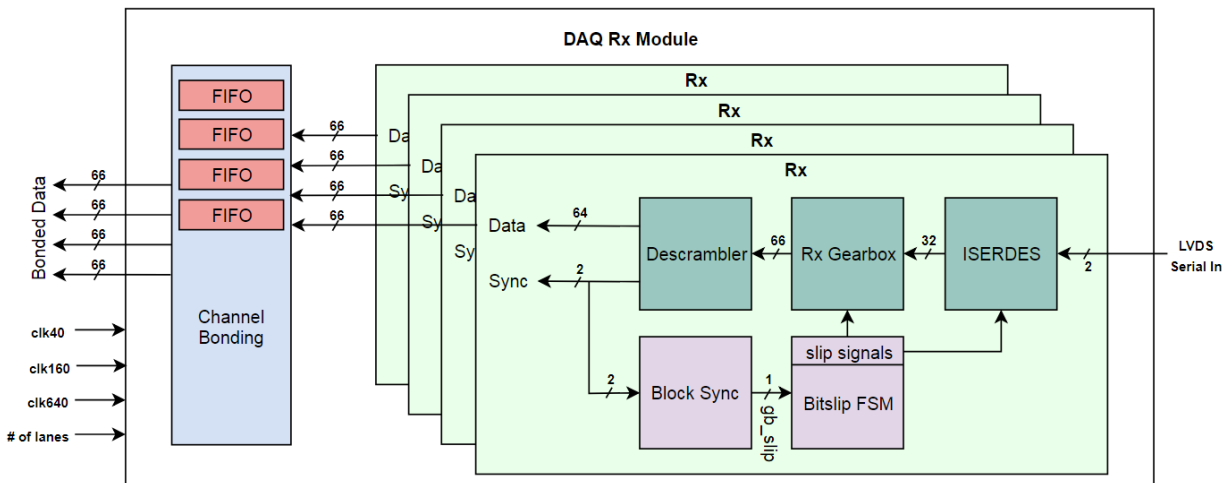 DAQ Rx Module
Rx
Rx
Rx
Rx
FIFO
FIFO
FIFO
FIFO
Channel
Bonding
66
66
66
66
Bonded Data
66
66
66
66
clk40
clk160
clk640
# of lanes
Da
Da
Sy
Da
Sy
Sy
Data
64
Sync
2
Descrambler
66
Rx Gearbox
32
ISERDES
2
LVDS
Serial In
2
Block Sync
1
gb_slip
slip signals
Bitslip FSM